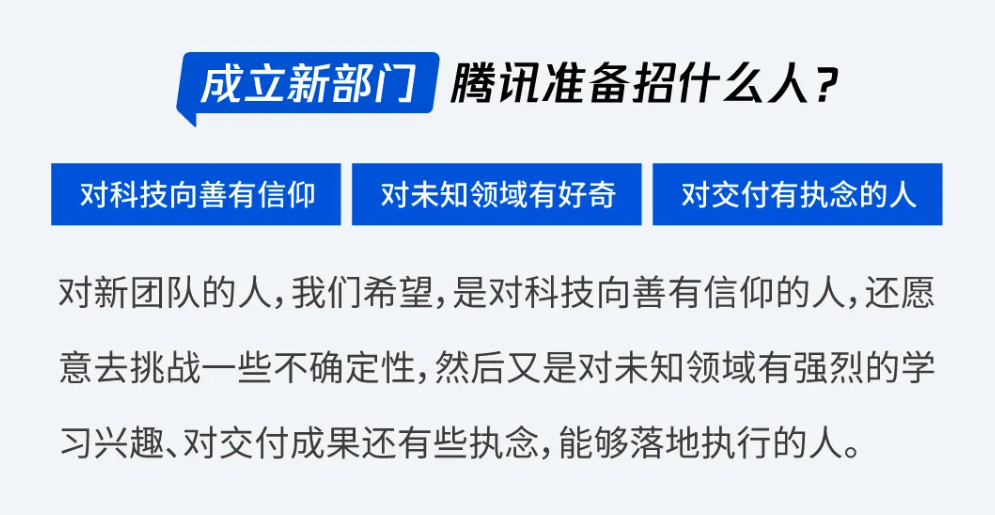 成立新部门 腾讯准备招什么人?
对科技向善有信仰 对未知领域有好奇 对交付有执念的人
对新团队的人,我们希望,是对科技向善有信仰的人,还愿
意去挑战一些不确定性,然后又是对未知领域有强烈的学
习兴趣、对交付成果还有些执念,能够落地执行的人。